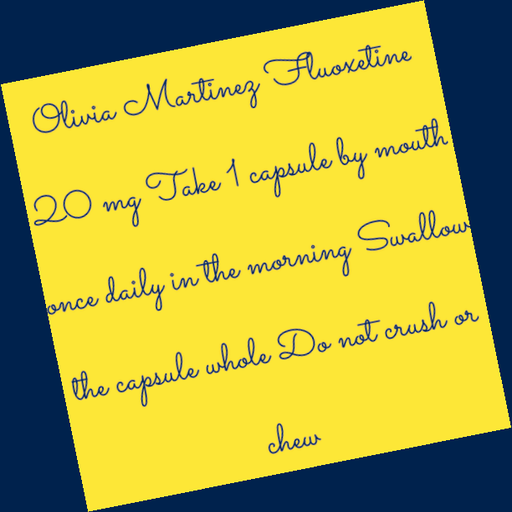 Olivia Martinez Fluoxetine
20 mg Take 1 capsule by mouth
once daily in the morning Swallow
the capsule whole Do not crush or
chew